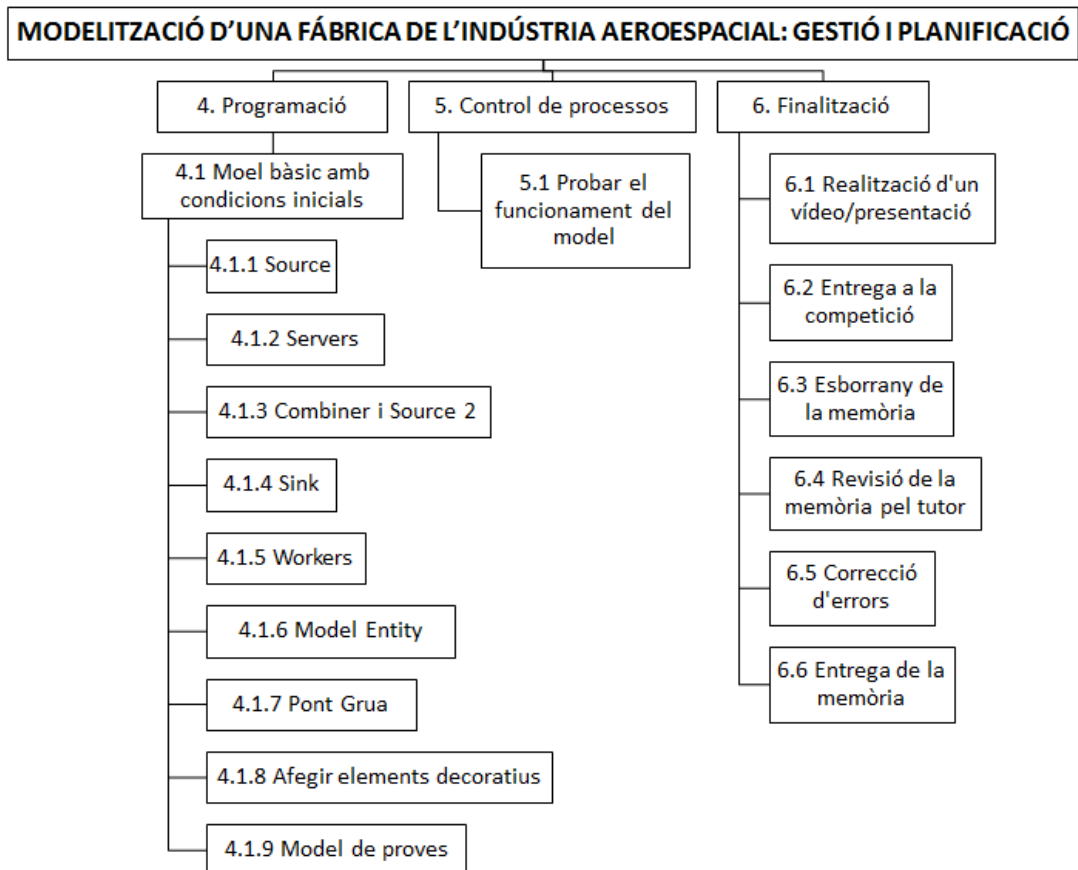 MODELITZACIÓ D'UNA FÁBRICA DE L'INDÚSTRIA AEROESPACIAL: GESTIÓ I PLANIFICACIÓ
4. Programació
5. Control de processos
6. Finalització
4.1 Moel bàsic amb
condicions inicials
4.1.1 Source
4.1.2 Servers
4.1.3 Combiner i Source 2
4.1.4 Sink
4.1.5 Workers
4.1.6 Model Entity
4.1.7 Pont Grua
4.1.8 Afegir elements decoratius
4.1.9 Model de proves
5.1 Probar el
funcionament del
model
6.1 Realització d'un
vídeo/presentació
6.2 Entrega a la
competició
6.3 Esborrany de
la memòria
6.4 Revisió de la
memòria pel tutor
6.5 Correcció
d'errors
6.6 Entrega de la
memòria